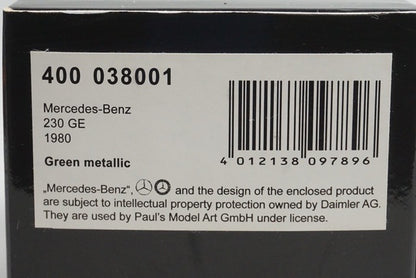 400 038001
Mercedes-Benz
230 GE
1980
Green metallic
4 012138 097896
„Mercedes-Benz", and the design of the enclosed product
are subject to intellectual property protection owned by Daimler AG.
They are used by Paul's Model Art GmbH under license.